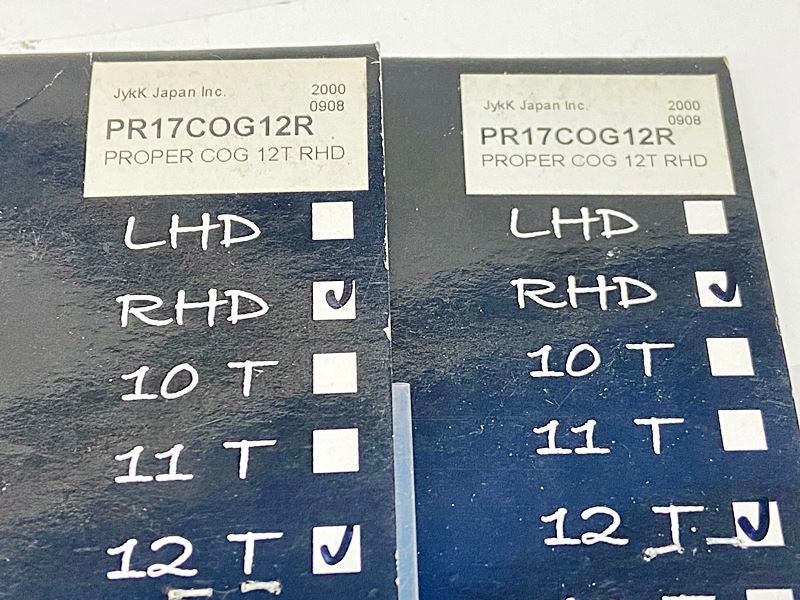 JykK Japan Inc. 2000
0908
PR17COG12R
PROPER COG 12T RHD
LHD
RHD
10 T
11 T
12 T
JykK Japan Inc. 2000
0908
PR17COG12R
PROPER COG 12T RHD
LHD
RHD
10 T
11 T
12 T